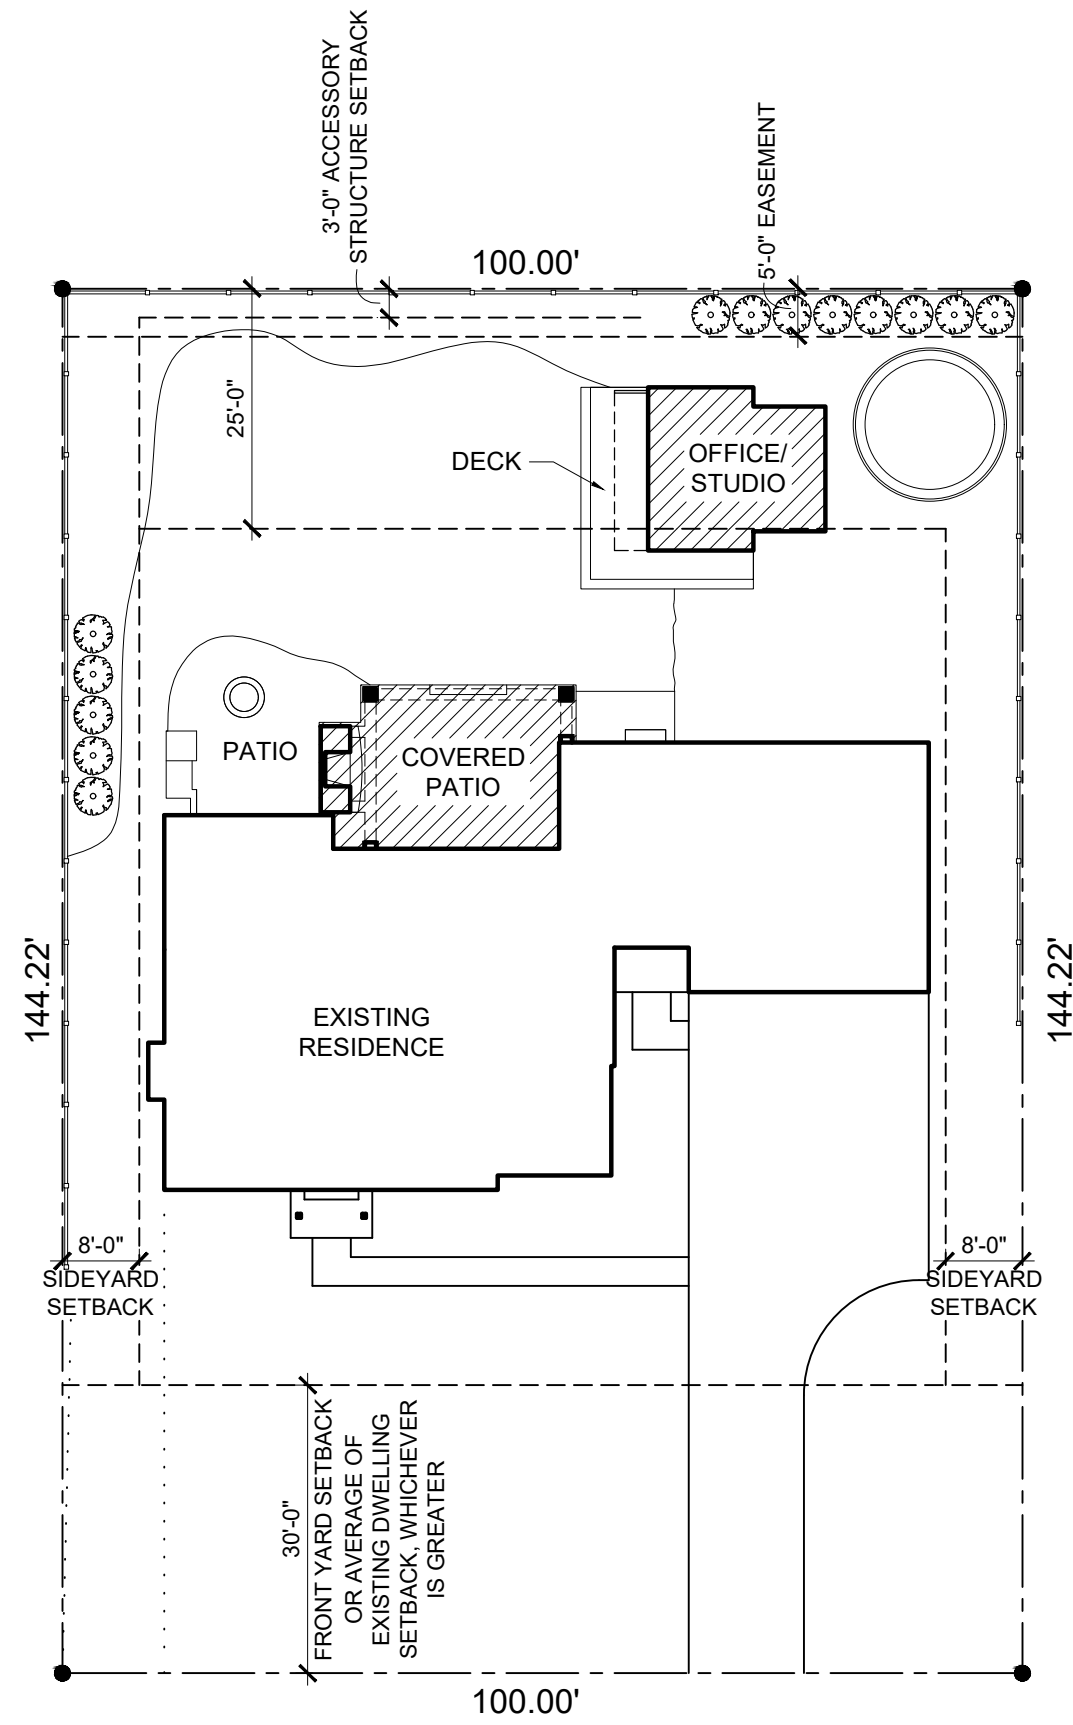 3'-0" ACCESSORY
STRUCTURE SETBACK
5'-0" EASEMENT
100.00'
25'-0"
DECK
OFFICE/
STUDIO
PATIO
COVERED
PATIO
144.22'
144.22'
EXISTING
RESIDENCE
8'-0"
SIDEYARD
SETBACK
8'-0"
SIDEYARD
SETBACK
30'-0"
FRONT YARD SETBACK
OR AVERAGE OF
EXISTING DWELLING
SETBACK, WHICHEVER
IS GREATER
100.00'